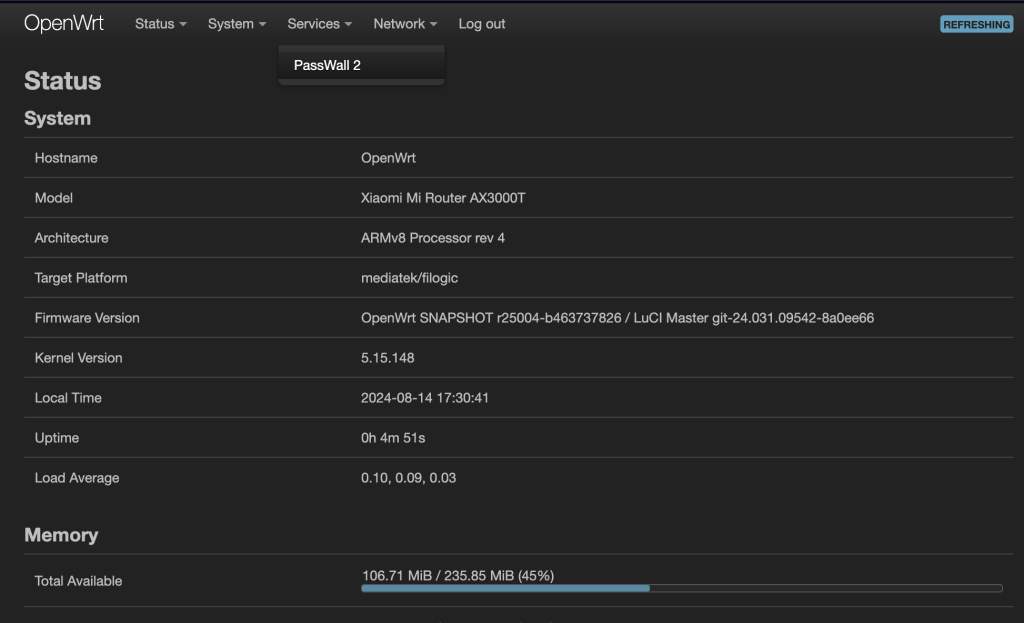 OpenWrt Status System Services Network Log out REFRESHING
PassWall 2
Status
System
Hostname OpenWrt
Model Xiaomi Mi Router AX3000T
Architecture ARMv8 Processor rev 4
Target Platform mediatek/filogic
Firmware Version OpenWrt SNAPSHOT r25004-b463737826 / LuCI Master git-24.031.09542-8a0ee66
Kernel Version 5.15.148
Local Time 2024-08-14 17:30:41
Uptime 0h 4m 51s
Load Average 0.10, 0.09, 0.03
Memory
Total Available 106.71 MiB / 235.85 MiB (45%)